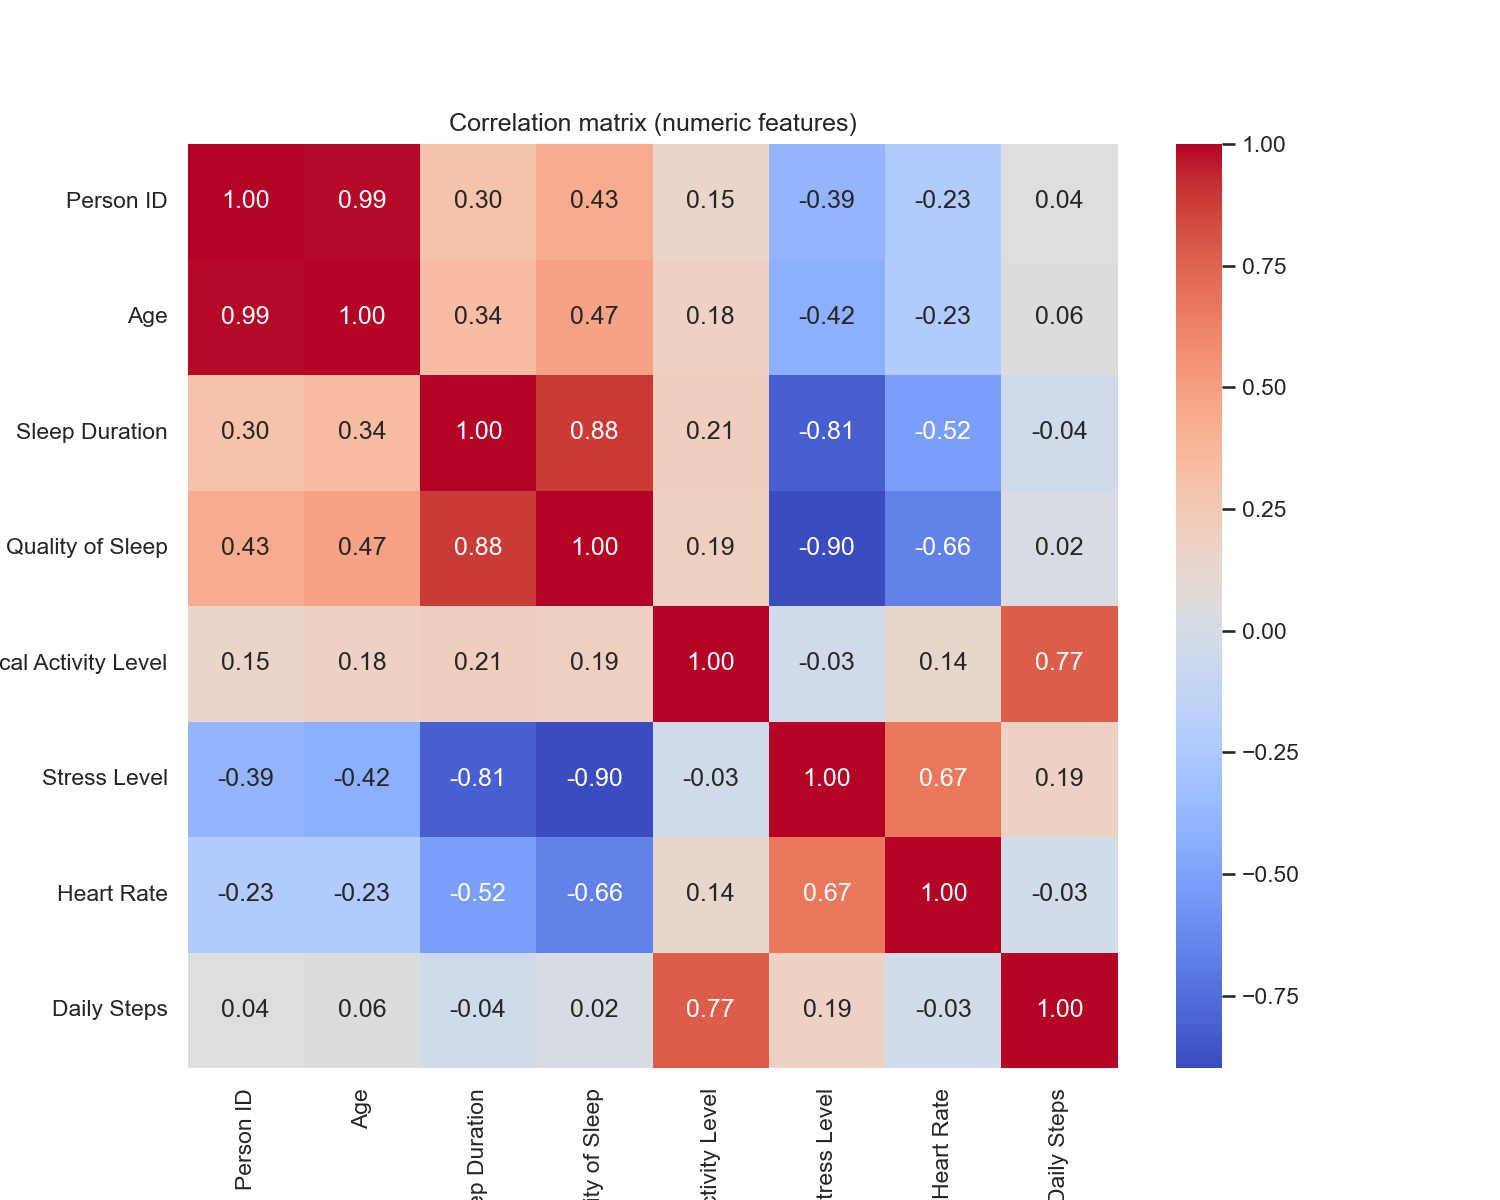 Correlation matrix (numeric features)
Person ID 1.00 0.99 0.30 0.43 0.15 -0.39 -0.23 0.04
Age 0.99 1.00 0.34 0.47 0.18 -0.42 -0.23 0.06
Sleep Duration 0.30 0.34 1.00 0.88 0.21 -0.81 -0.52 -0.04
Quality of Sleep 0.43 0.47 0.88 1.00 0.19 -0.90 -0.66 0.02
cal Activity Level 0.15 0.18 0.21 0.19 1.00 -0.03 0.14 0.77
Stress Level -0.39 -0.42 -0.81 -0.90 -0.03 1.00 0.67 0.19
Heart Rate -0.23 -0.23 -0.52 -0.66 0.14 0.67 1.00 -0.03
Daily Steps 0.04 0.06 -0.04 0.02 0.77 0.19 -0.03 1.00
Person ID
Age
ep Duration
ity of Sleep
ctivity Level
tress Level
Heart Rate
Daily Steps
1.00
0.75
0.50
0.25
0.00
−0.25
−0.50
−0.75